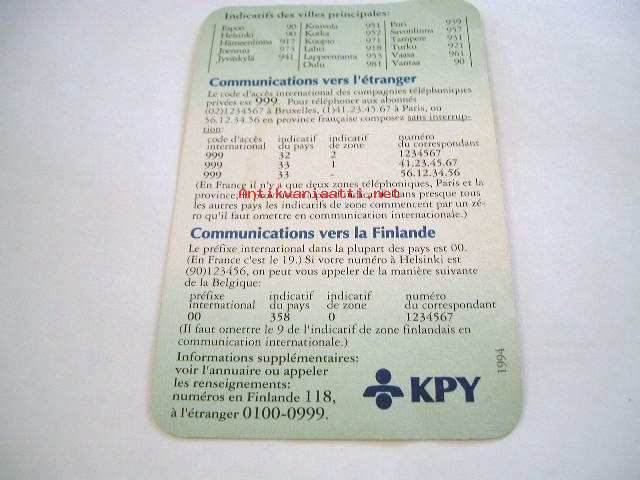 Indicatifs des villes principales:
Espoo 90 Kouvola 951 Pori 939
Helsinki 90 Kotka 952 Savonlinna 957
Hämeenlinna 917 Kuopio 971 Tampere 931
Joensuu 973 Lahti 918 Turku 921
Jyväskylä 941 Lappeenranta 953 Vaasa 961
Oulu 981 Vantaa 90
Communications vers l'étranger
Le code d'accès international des compagnies téléphoniques
privées est 999. Pour téléphoner aux abonnés
(02)1234567 à Bruxelles, (1)41.23.45.67 à Paris, ou
56.12.34.56 en province française composez sans interrup-
tion:
code d'accès indicatif indicatif numéro
international du pays de zone du correspondant
999 32 2 1234567
999 33 1 41.23.45.67
999 33 - 56.12.34.56
(En France il n'y a que deux zones téléphoniques, Paris et la
province; Dans presque tous
les autres pays les indicatifs de zone commencent par un zé-
ro qu'il faut omettre en communication internationale.)
Antikvariaatti.net
Communications vers la Finlande
Le préfixe international dans la plupart des pays est 00.
(En France c'est le 19.) Si votre numéro à Helsinki est
(90)123456, on peut vous appeler de la manière suivante
de la Belgique:
préfixe indicatif indicatif numéro
international du pays de zone du correspondant
00 358 0 1234567
(Il faut omettre le 9 de l'indicatif de zone finlandais en
communication internationale.)
Informations supplémentaires:
voir l'annuaire ou appeler
les renseignements:
numéros en Finlande 118,
à l'étranger 0100-0999.
KPY
1994